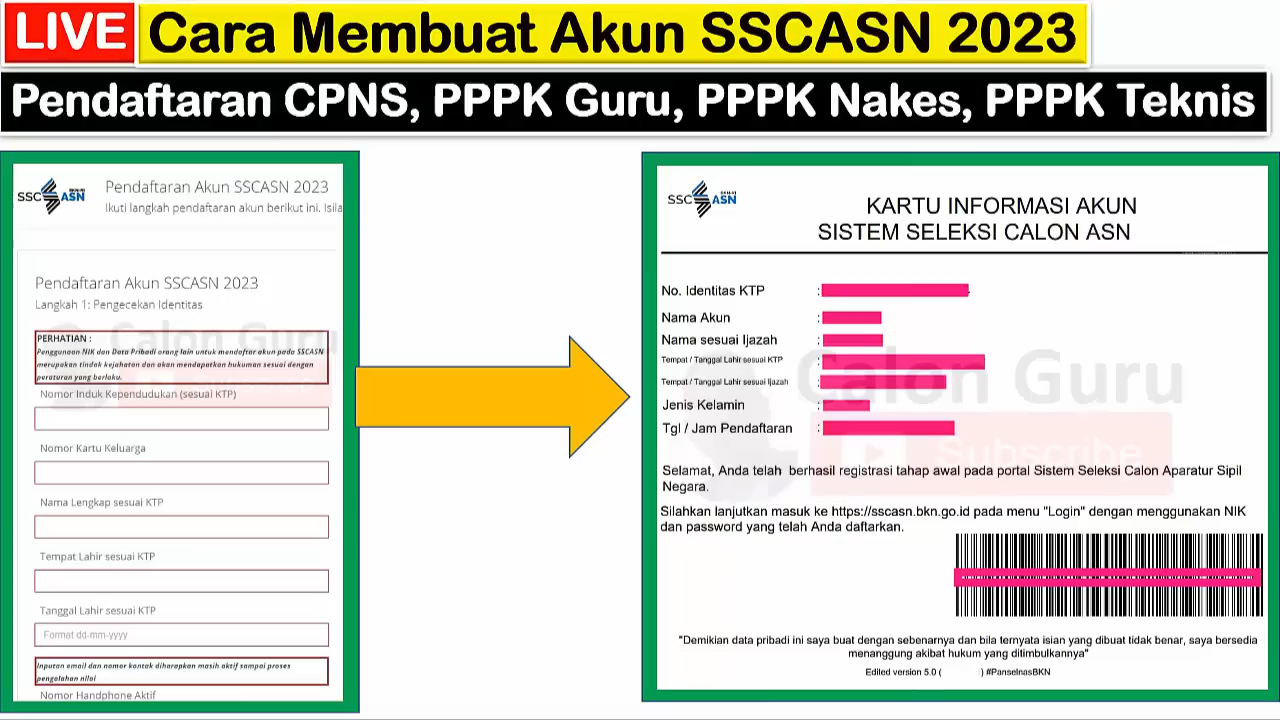 LIVE Cara Membuat Akun SSCASN 2023
Pendaftaran CPNS, PPPK Guru, PPPK Nakes, PPPK Teknis
SSC ASN
Pendaftaran Akun SSCASN 2023
Ikuti langkah pendaftaran akun berikut ini. Isila
Pendaftaran Akun SSCASN 2023
Langkah 1: Pengecekan Identitas
PERHATIAN :
Penggunaan NIK dan Data Pribadi orang lain untuk mendaftar akun pada SSCASN
merupakan tindak kejahatan dan akan mendapatkan hukuman sesuai dengan
peraturan yang berlaku.
Nomor Induk Kependudukan (sesuai KTP)
Nomor Kartu Keluarga
Nama Lengkap sesuai KTP
Tempat Lahir sesuai KTP
Tanggal Lahir sesuai KTP
Format dd-mm-yyyy
Inputan email dan nomor kontak diharapkan masih aktif sampai proses
pengolahan nilai
Nomor Handphone Aktif
SSC ASN
KARTU INFORMASI AKUN
SISTEM SELEKSI CALON ASN
No. Identitas KTP :
Nama Akun :
Nama sesuai Ijazah :
Tempat / Tanggal Lahir sesuai KTP :
Tempat / Tanggal Lahir sesuai Ijazah :
Jenis Kelamin :
Tgl / Jam Pendaftaran :
Calon Guru
Subscribe
Selamat, Anda telah berhasil registrasi tahap awal pada portal Sistem Seleksi Calon Aparatur Sipil
Negara.
Silahkan lanjutkan masuk ke https://sscasn.bkn.go.id pada menu "Login" dengan menggunakan NIK
dan password yang telah Anda daftarkan.
"Demikian data pribadi ini saya buat dengan sebenarnya dan bila ternyata isian yang dibuat tidak benar, saya bersedia
menanggung akibat hukum yang ditimbulkannya"
Ediled version 5.0 ( ) #PanselnasBKN